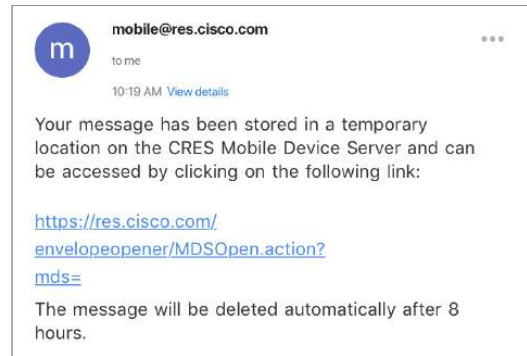 m
mobile@res.cisco.com
to me
10:19 AM View details
Your message has been stored in a temporary
location on the CRES Mobile Device Server and can
be accessed by clicking on the following link:
https://res.cisco.com/
envelopeopener/MDSOpen.action?
mds=
The message will be deleted automatically after 8
hours.